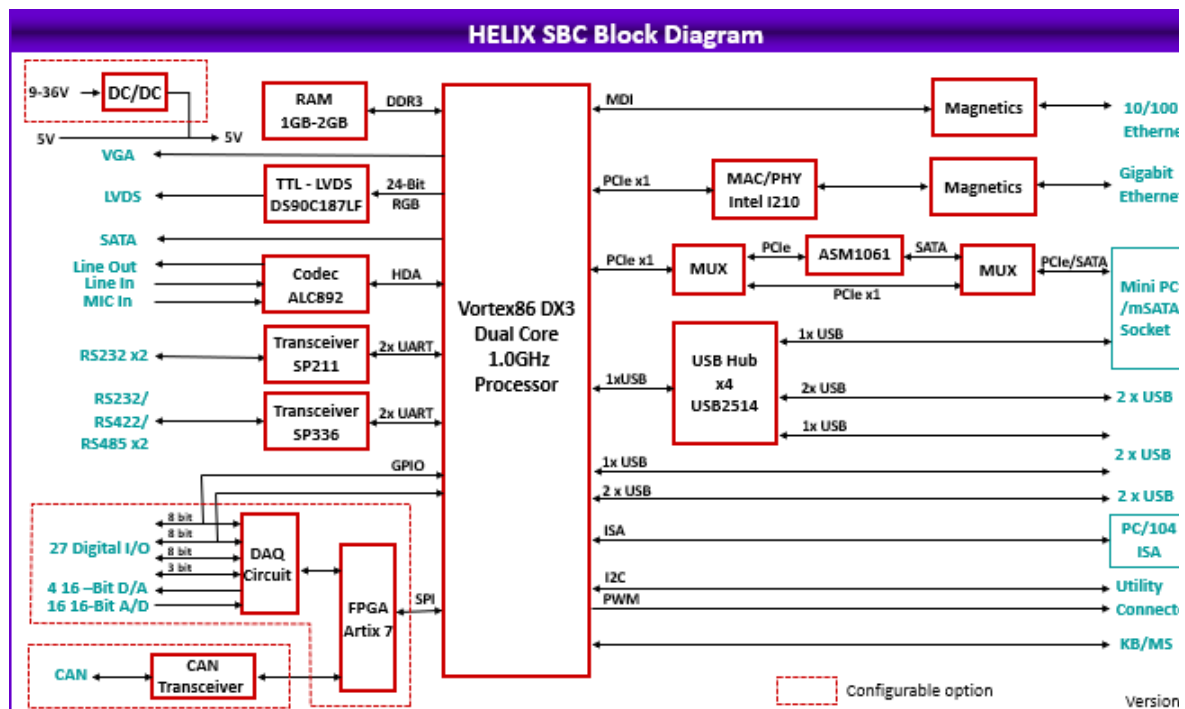 HELIX SBC Block Diagram
9-36V
DC/DC
5V
5V
RAM
1GB-2GB
DDR3
VGA
LVDS
TTL - LVDS
DS90C187LF
24-Bit
RGB
SATA
Line Out
Line In
MIC In
Codec
ALC892
HDA
RS232 x2
Transceiver
SP211
2x UART
RS232/
RS422/
RS485 x2
Transceiver
SP336
2x UART
GPIO
8 bit
8 bit
8 bit
3 bit
27 Digital I/O
4 16 –Bit D/A
16 16-Bit A/D
DAQ
Circuit
FPGA
Artix 7
SPI
CAN
CAN
Transceiver
Vortex86 DX3
Dual Core
1.0GHz
Processor
MDI
Magnetics
10/100
Etherne
PCIe x1
MAC/PHY
Intel I210
Magnetics
Gigabit
Ethernet
PCIe x1
MUX
PCIe
ASM1061
SATA
PCIe x1
MUX
PCIe/SATA
Mini PC
/mSATA
Socket
1xUSB
USB Hub
x4
USB2514
1x USB
2x USB
2 x USB
1x USB
1x USB
2 x USB
2 x USB
2 x USB
ISA
PC/104
ISA
I2C
PWM
Utility
Connecto
KB/MS
Configurable option
Version